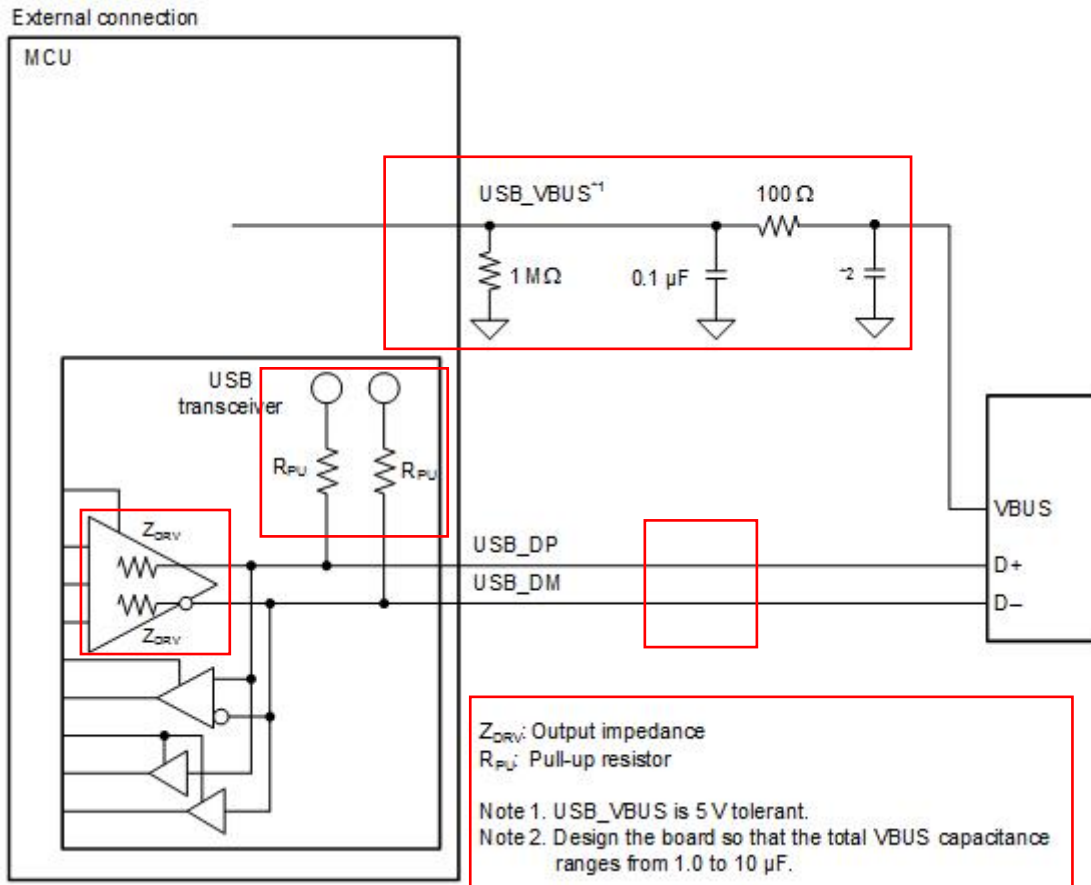 External connection
MCU
USB_VBUS*1
100 Ω
1 MΩ
0.1 µF
*2
USB
transceiver
RPU
RPU
VBUS
ZDRV
USB_DP
D+
USB_DM
D−
ZDRV
ZDRV: Output impedance
RPU: Pull-up resistor
Note 1. USB_VBUS is 5 V tolerant.
Note 2. Design the board so that the total VBUS capacitance
ranges from 1.0 to 10 µF.